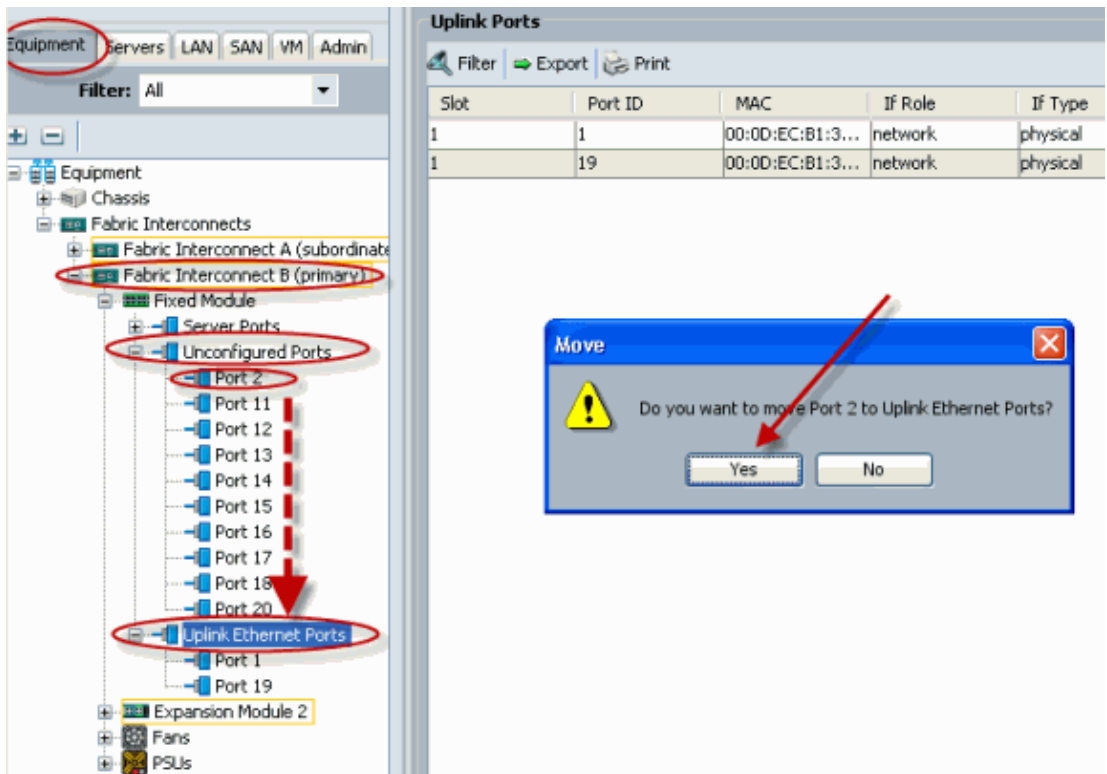 Equipment Servers LAN SAN VM Admin
Filter: All
Equipment
Chassis
Fabric Interconnects
Fabric Interconnect A (subordinate
Fabric Interconnect B (primary)
Fixed Module
Server Ports
Unconfigured Ports
Port 2
Port 11
Port 12
Port 13
Port 14
Port 15
Port 16
Port 17
Port 18
Port 20
Uplink Ethernet Ports
Port 1
Port 19
Expansion Module 2
Fans
PSUs
Uplink Ports
Filter Export Print
Slot Port ID MAC If Role If Type
1 1 00:0D:EC:B1:3... network physical
1 19 00:0D:EC:B1:3... network physical
Move
Do you want to move Port 2 to Uplink Ethernet Ports?
Yes No